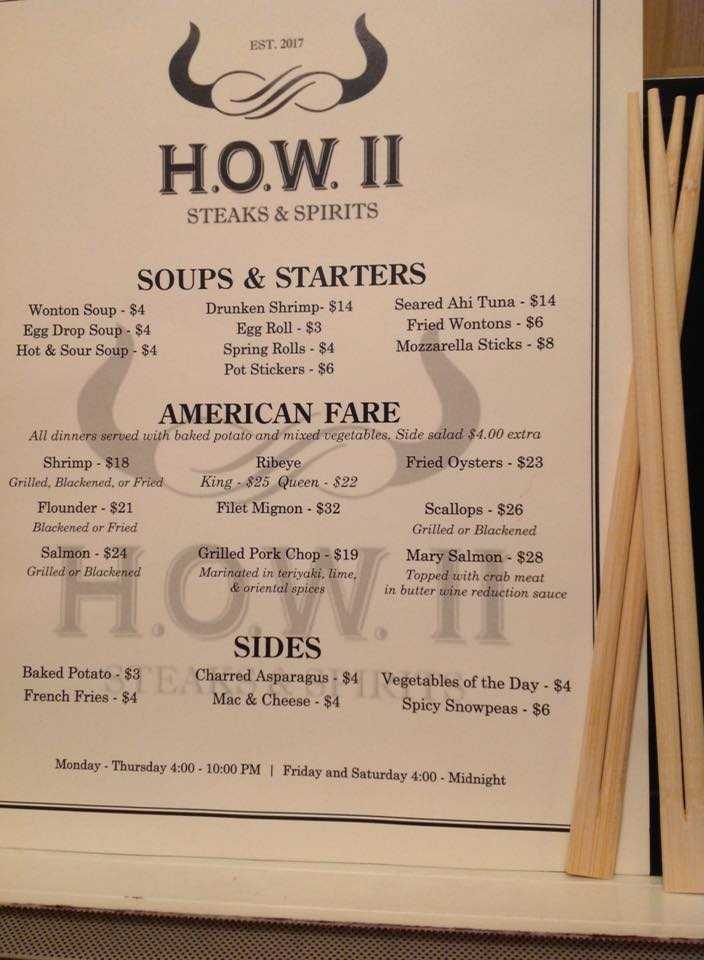 EST. 2017
H.O.W. II
STEAKS & SPIRITS
SOUPS & STARTERS
Wonton Soup - $4
Egg Drop Soup - $4
Hot & Sour Soup - $4
Drunken Shrimp- $14
Egg Roll - $3
Spring Rolls - $4
Pot Stickers - $6
Seared Ahi Tuna - $14
Fried Wontons - $6
Mozzarella Sticks - $8
AMERICAN FARE
All dinners served with baked potato and mixed vegetables. Side salad $4.00 extra
Shrimp - $18
Grilled, Blackened, or Fried
Flounder - $21
Blackened or Fried
Salmon - $24
Grilled or Blackened
Ribeye
King - $25 Queen - $22
Filet Mignon - $32
Grilled Pork Chop - $19
Marinated in teriyaki, lime,
& oriental spices
Fried Oysters - $23
Scallops - $26
Grilled or Blackened
Mary Salmon - $28
Topped with crab meat
in butter wine reduction sauce
H.O.W. II
STEAKS & SPIRITS
SIDES
Baked Potato - $3
French Fries - $4
Charred Asparagus - $4
Mac & Cheese - $4
Vegetables of the Day - $4
Spicy Snowpeas - $6
Monday - Thursday 4:00 - 10:00 PM | Friday and Saturday 4:00 - Midnight